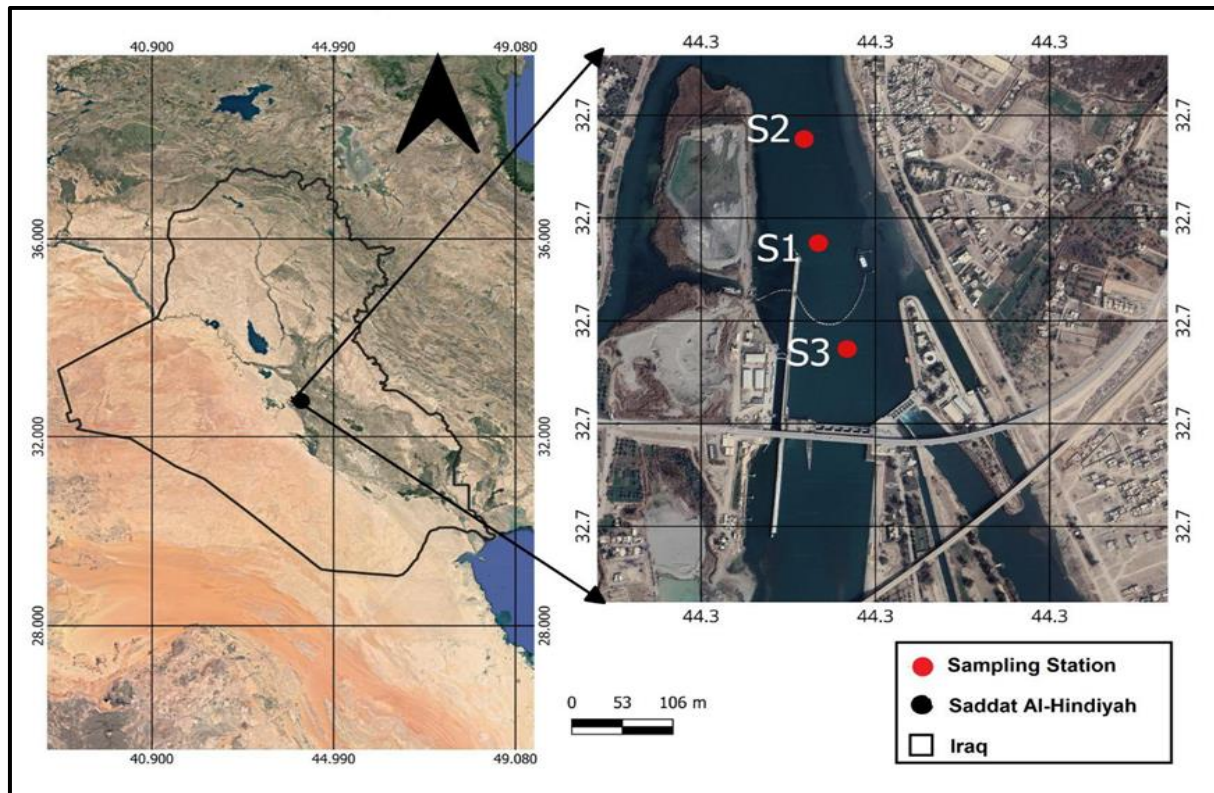 40.900 44.990 49.080
36.000
32.000
28.000
36.000
32.000
28.000
40.900 44.990 49.080
44.3 44.3 44.3
32.7
32.7
32.7
32.7
32.7
32.7
32.7
32.7
32.7
32.7
44.3 44.3 44.3
S2
S1
S3
0 53 106 m
Sampling Station
Saddat Al-Hindiyah
Iraq